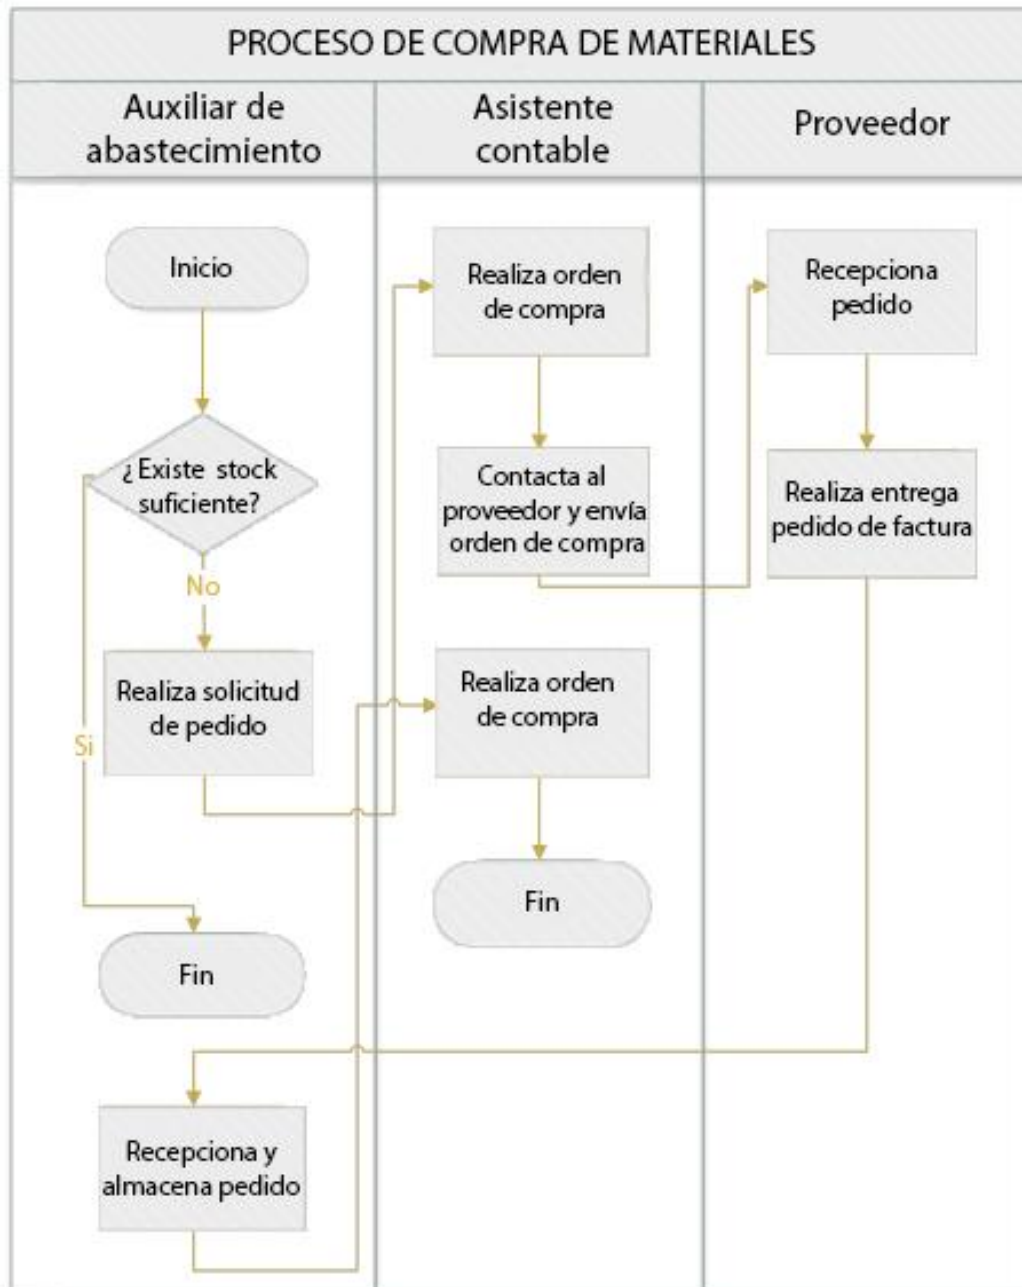 PROCESO DE COMPRA DE MATERIALES
Auxiliar de
abastecimiento
Asistente
contable
Proveedor
Inicio
¿Existe stock
suficiente?
No
Si
Realiza solicitud
de pedido
Fin
Recepciona y
almacena pedido
Realiza orden
de compra
Contacta al
proveedor y envía
orden de compra
Realiza orden
de compra
Fin
Recepciona
pedido
Realiza entrega
pedido de factura